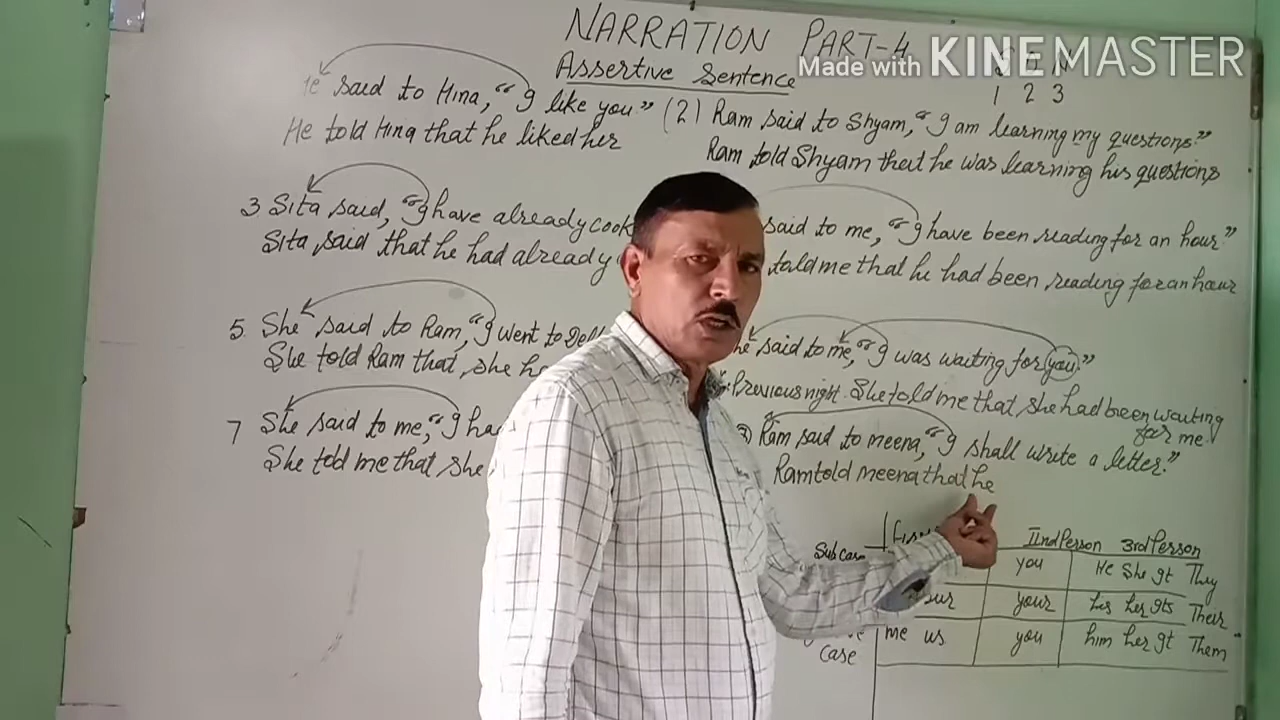 NARRATION PART-4
Made with KINEMASTER
Assertive Sentence
1 2 3
He said to Hina, "I like you."
He told Hina that he liked her
(2) Ram said to Shyam, "I am learning my questions."
Ram told Shyam that he was learning his questions
3 Sita said, "I have already cook
Sita said that he had already
said to me, "I have been reading for an hour."
told me that he had been reading for an hour
5. She said to Ram, "I went to Delh
She told Ram that, she ha
he said to me, "I was waiting for you"
Previous night. She told me that, she had been waiting for me.
7 She said to me, "I ha
She told me that she
Ram said to meena, "I shall write a letter."
Ram told meena that he
Sub case IInd Person 3rd Person
you He She It They
your his her Its Their
case me us you him her It Them